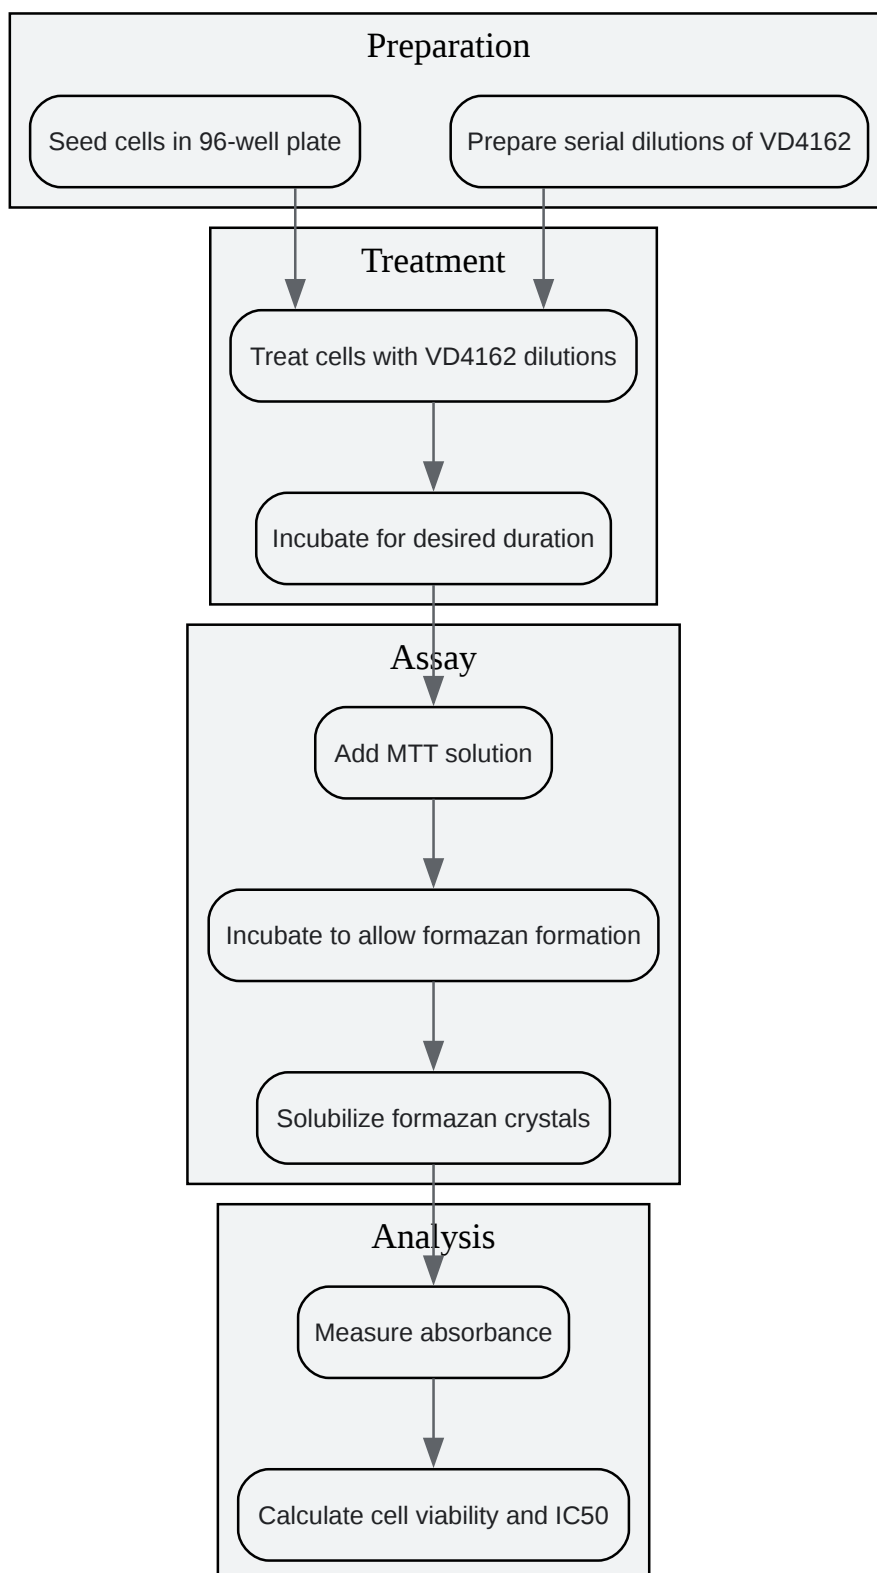 Preparation
Seed cells in 96-well plate
Prepare serial dilutions of VD4162
Treatment
Treat cells with VD4162 dilutions
Incubate for desired duration
Assay
Add MTT solution
Incubate to allow formazan formation
Solubilize formazan crystals
Analysis
Measure absorbance
Calculate cell viability and IC50